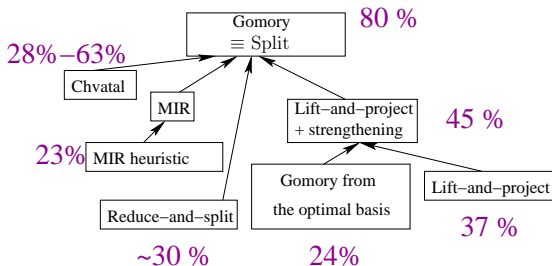 Gomory
≡ Split
80 %
28%−63%
Chvatal
MIR
Lift−and−project
+ strengthening
45 %
23%
MIR heuristic
Gomory from
the optimal basis
Lift−and−project
Reduce−and−split
37 %
~30 %
24%